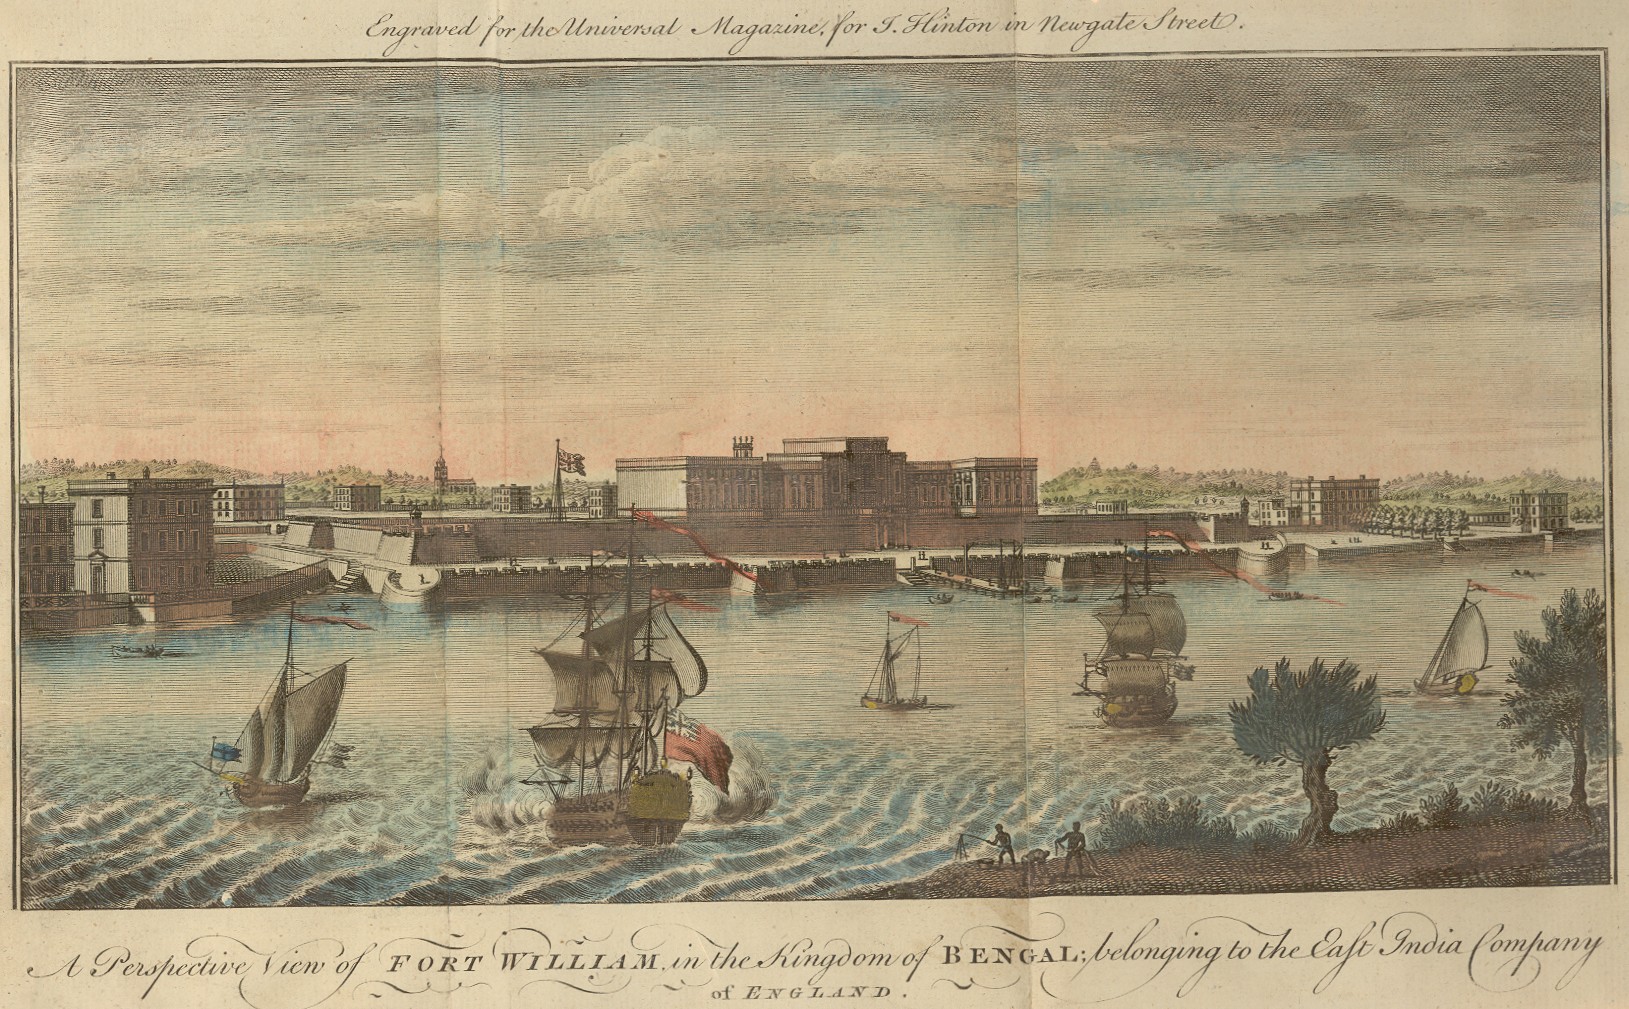 Engraved for the Universal Magazine, for J. Hinton in Newgate Street.
A Perspective View of FORT WILLIAM, in the Kingdom of BENGAL; belonging to the East India Company
of ENGLAND.